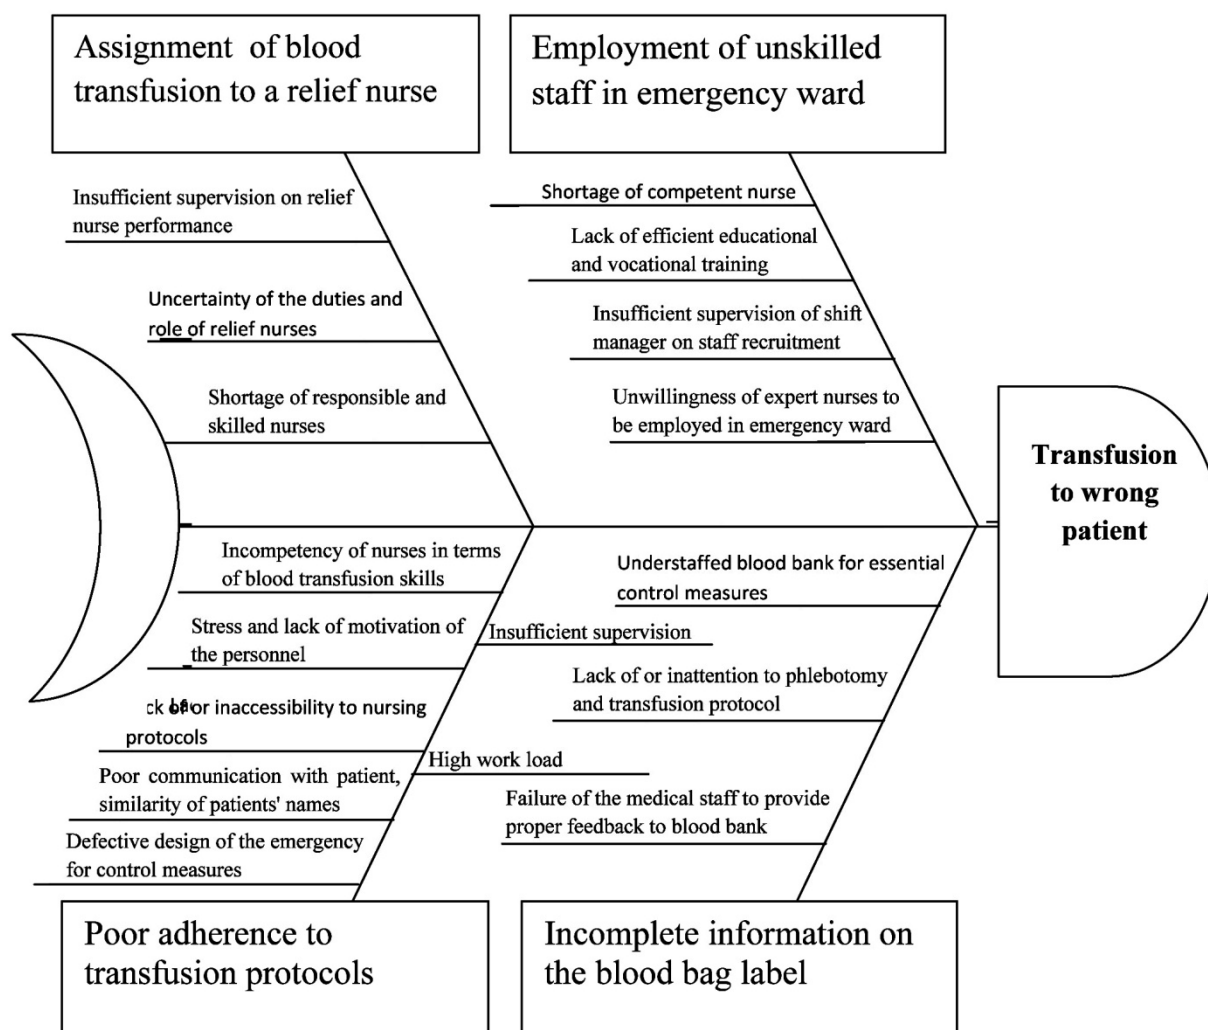 Assignment of blood
transfusion to a relief nurse
Employment of unskilled
staff in emergency ward
Insufficient supervision on relief
nurse performance
Uncertainty of the duties and
role of relief nurses
Shortage of responsible and
skilled nurses
Shortage of competent nurse
Lack of efficient educational
and vocational training
Insufficient supervision of shift
manager on staff recruitment
Unwillingness of expert nurses to
be employed in emergency ward
Transfusion
to wrong
patient
Incompetency of nurses in terms
of blood transfusion skills
Stress and lack of motivation of
the personnel
or inaccessibility to nursing
protocols
Poor communication with patient,
similarity of patients' names
Defective design of the emergency
for control measures
Insufficient supervision
High work load
Understaffed blood bank for essential
control measures
Lack of or inattention to phlebotomy
and transfusion protocol
Failure of the medical staff to provide
proper feedback to blood bank
Poor adherence to
transfusion protocols
Incomplete information on
the blood bag label